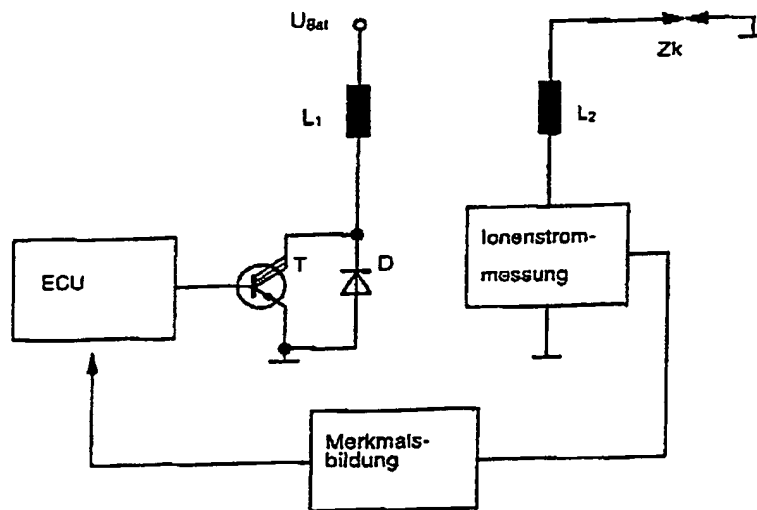 UBat
Zk
L1
L2
Ionenstrom-
messung
ECU
T
D
Merkmals-
bildung